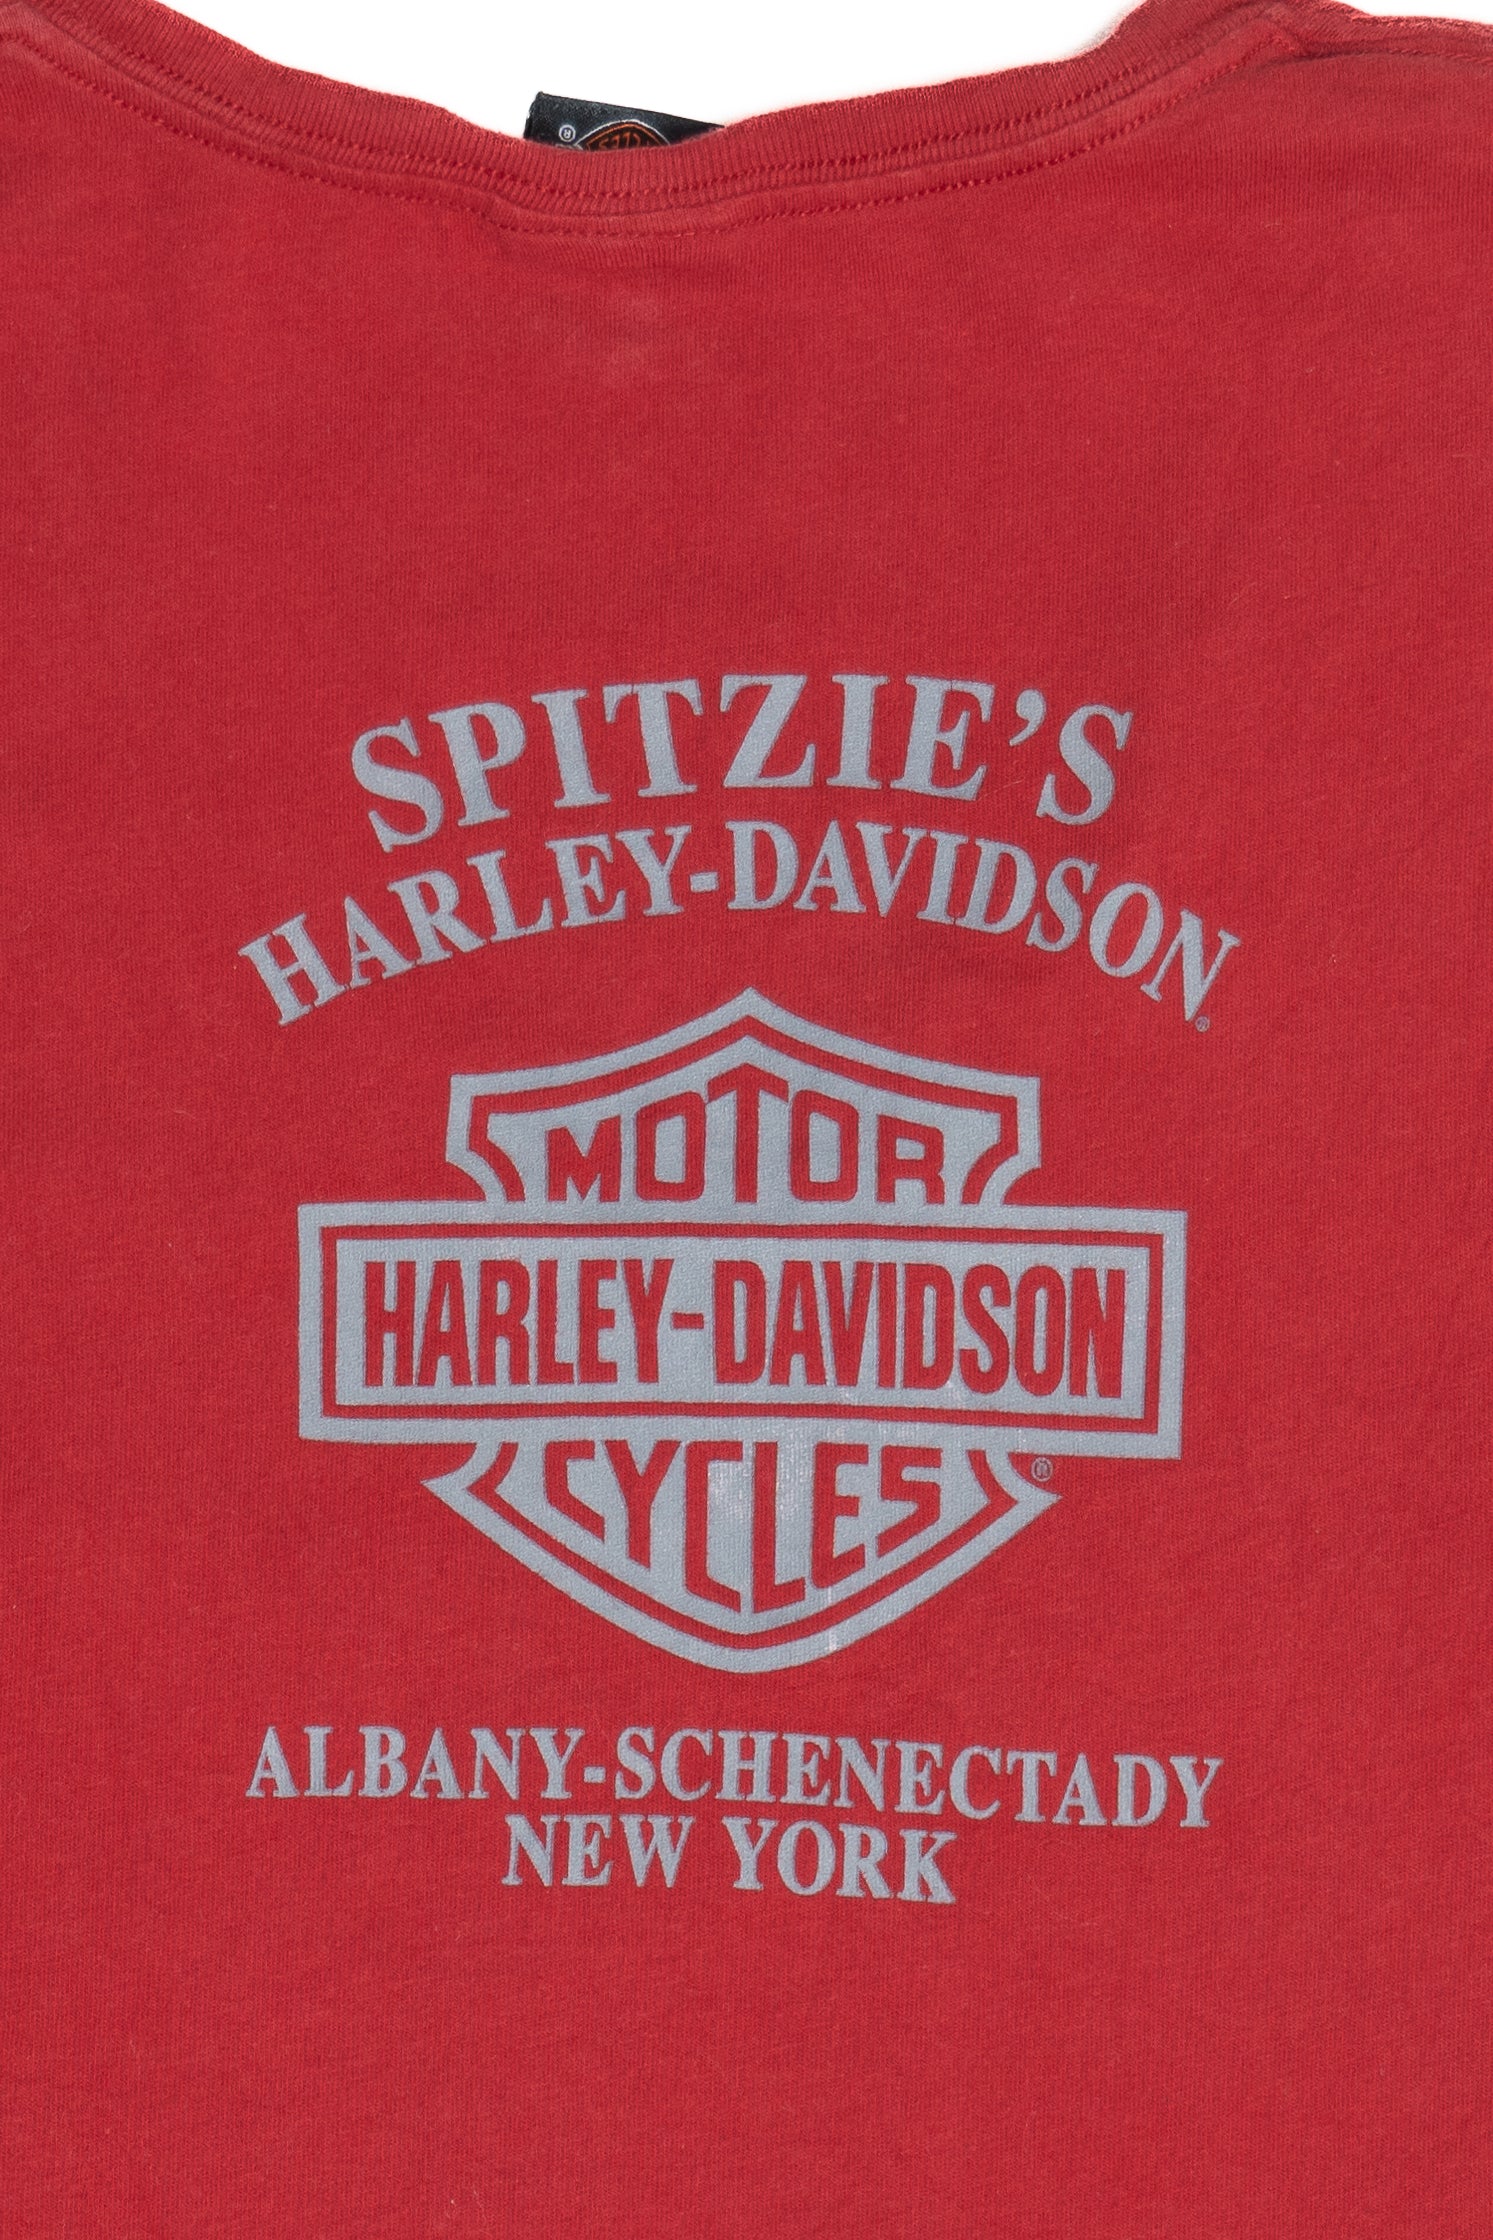 SPITZIE'S
HARLEY-DAVIDSON®
MOTOR
HARLEY-DAVIDSON
CYCLES®
ALBANY-SCHENECTADY
NEW YORK